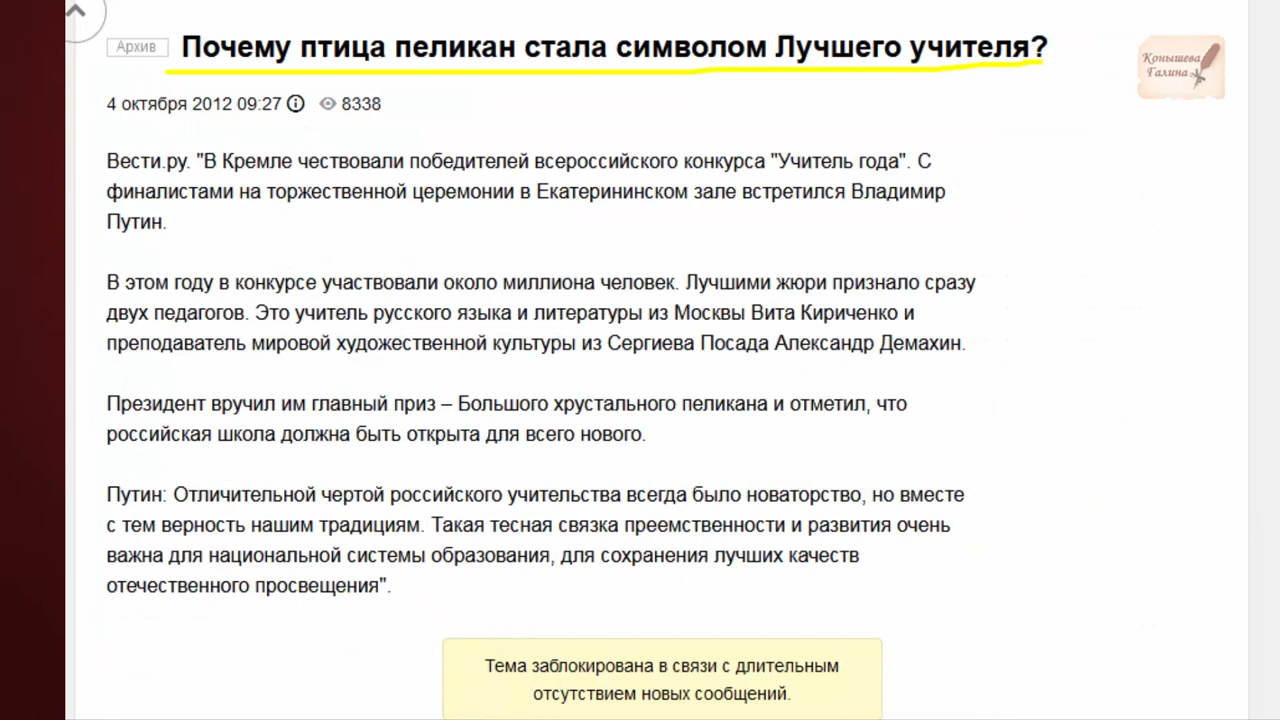 Архив
Почему птица пеликан стала символом Лучшего учителя?
Конышева
Галина
4 октября 2012 09:27 8338
Вести.ру. "В Кремле чествовали победителей всероссийского конкурса "Учитель года". С
финалистами на торжественной церемонии в Екатерининском зале встретился Владимир
Путин.
В этом году в конкурсе участвовали около миллиона человек. Лучшими жюри признало сразу
двух педагогов. Это учитель русского языка и литературы из Москвы Вита Кириченко и
преподаватель мировой художественной культуры из Сергиева Посада Александр Демахин.
Президент вручил им главный приз – Большого хрустального пеликана и отметил, что
российская школа должна быть открыта для всего нового.
Путин: Отличительной чертой российского учительства всегда было новаторство, но вместе
с тем верность нашим традициям. Такая тесная связка преемственности и развития очень
важна для национальной системы образования, для сохранения лучших качеств
отечественного просвещения".
Тема заблокирована в связи с длительным
отсутствием новых сообщений.